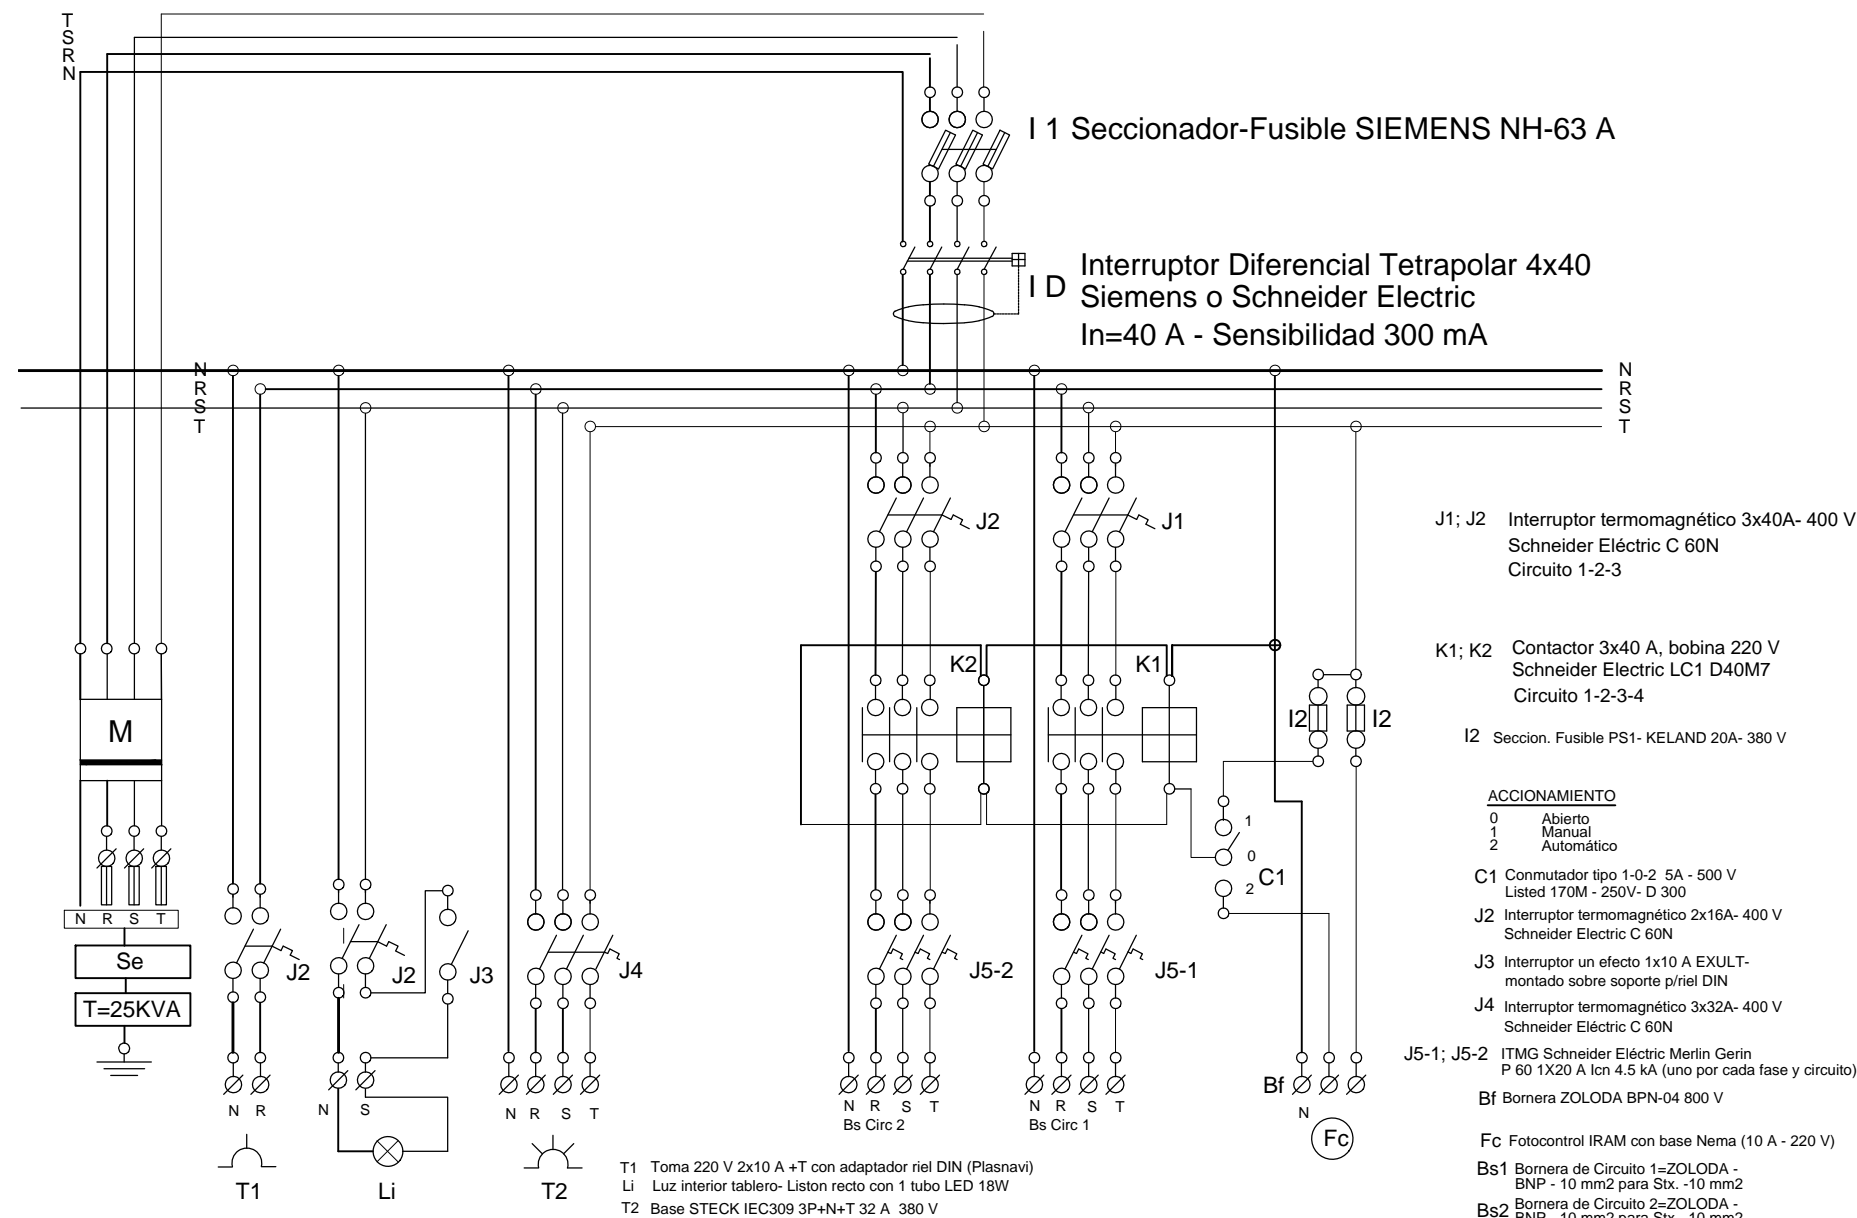 T
S
R
N
I 1 Seccionador-Fusible SIEMENS NH-63 A
I D
Interruptor Diferencial Tetrapolar 4x40
Siemens o Schneider Electric
In=40 A - Sensibilidad 300 mA
N
R
S
T
N
R
S
T
J2
J1
J1; J2 Interruptor termomagnético 3x40A- 400 V
Schneider Eléctric C 60N
Circuito 1-2-3
K2
K1
K1; K2 Contactor 3x40 A, bobina 220 V
Schneider Electric LC1 D40M7
Circuito 1-2-3-4
M
I2
I2
I2 Seccion. Fusible PS1- KELAND 20A- 380 V
ACCIONAMIENTO
0 Abierto
1 Manual
2 Automático
1
0
2
C1
C1 Conmutador tipo 1-0-2 5A - 500 V
Listed 170M - 250V- D 300
N R S T
Se
T=25KVA
J2
J2
J3
J4
J5-2
J5-1
J2 Interruptor termomagnético 2x16A- 400 V
Schneider Electric C 60N
J3 Interruptor un efecto 1x10 A EXULT-
montado sobre soporte p/riel DIN
J4 Interruptor termomagnético 3x32A- 400 V
Schneider Eléctric C 60N
J5-1; J5-2 ITMG Schneider Eléctric Merlin Gerin
P 60 1X20 A Icn 4.5 kA (uno por cada fase y circuito)
Bf
Bf Bornera ZOLODA BPN-04 800 V
N R
N S
N R S T
N R S T
Bs Circ 2
N R S T
Bs Circ 1
N
Fc
Fc Fotocontrol IRAM con base Nema (10 A - 220 V)
Bs1 Bornera de Circuito 1=ZOLODA -
BNP - 10 mm2 para Stx. -10 mm2
Bs2 Bornera de Circuito 2=ZOLODA -
BNP - 10 mm2 para Stx. -10 mm2
T1
Li
T2
T1 Toma 220 V 2x10 A +T con adaptador riel DIN (Plasnavi)
Li Luz interior tablero- Liston recto con 1 tubo LED 18W
T2 Base STECK IEC309 3P+N+T 32 A 380 V